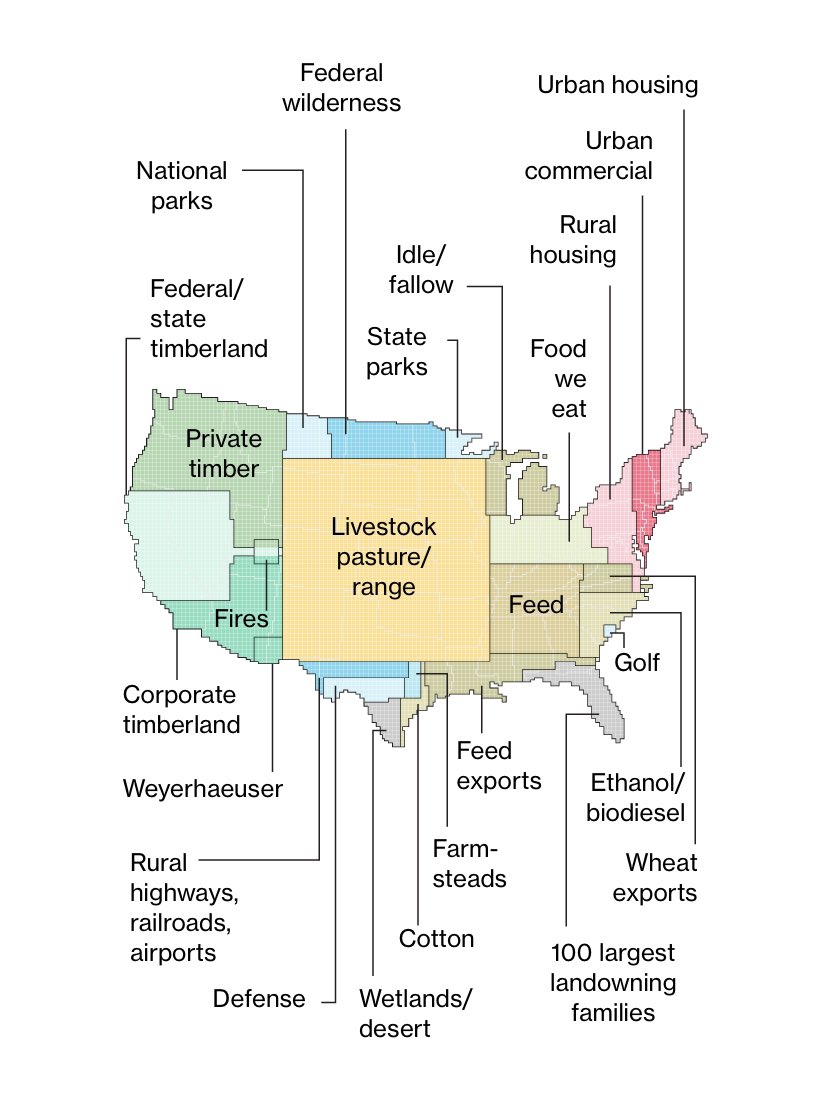 Federal
wilderness
Urban housing
Urban
commercial
National
parks
Rural
housing
Idle/
fallow
Federal/
state
timberland
State
parks
Food
we
eat
Private
timber
Livestock
pasture/
range
Feed
Fires
Golf
Corporate
timberland
Weyerhaeuser
Feed
exports
Ethanol/
biodiesel
Rural
highways,
railroads,
airports
Farm-
steads
Wheat
exports
Cotton
100 largest
landowning
families
Defense
Wetlands/
desert